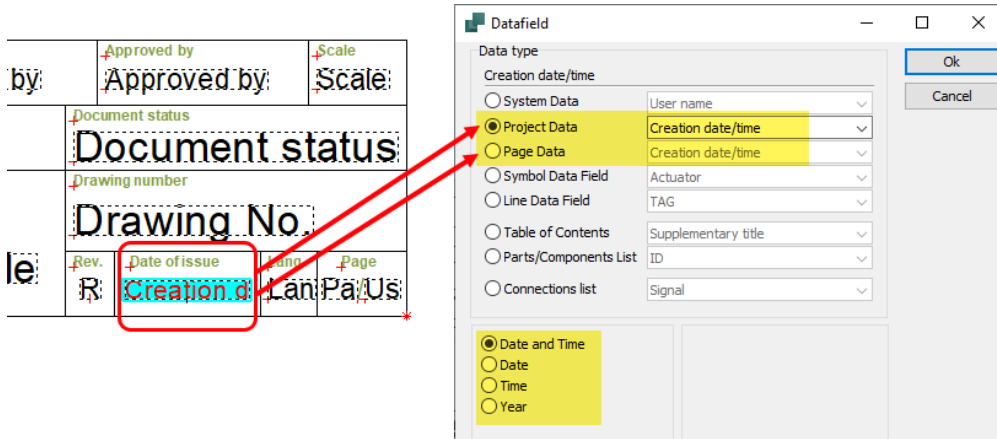 Approved by
Scale
by
Approved by
Scale
Document status
Document status
Drawing number
Drawing No.
le
Rev.
Date of issue
Lang
Page
R
Creation d
Lan
Pa/Us
Datafield
Data type
Creation date/time
Ok
Cancel
System Data
User name
Project Data
Creation date/time
Page Data
Creation date/time
Symbol Data Field
Actuator
Line Data Field
TAG
Table of Contents
Supplementary title
Parts/Components List
ID
Connections list
Signal
Date and Time
Date
Time
Year